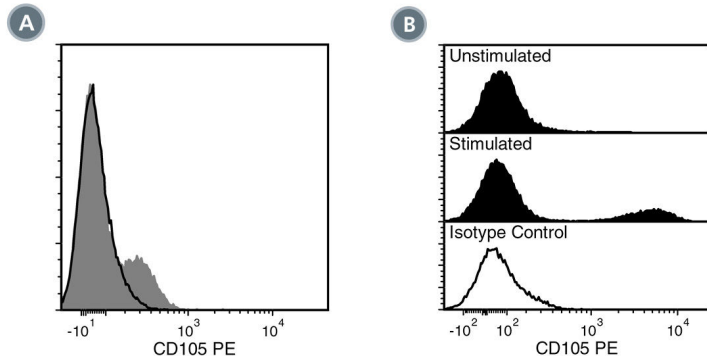 A
-10¹ 10³ 10⁴
CD105 PE
B
Unstimulated
Stimulated
Isotype Control
-10² 10² 10³ 10⁴
CD105 PE